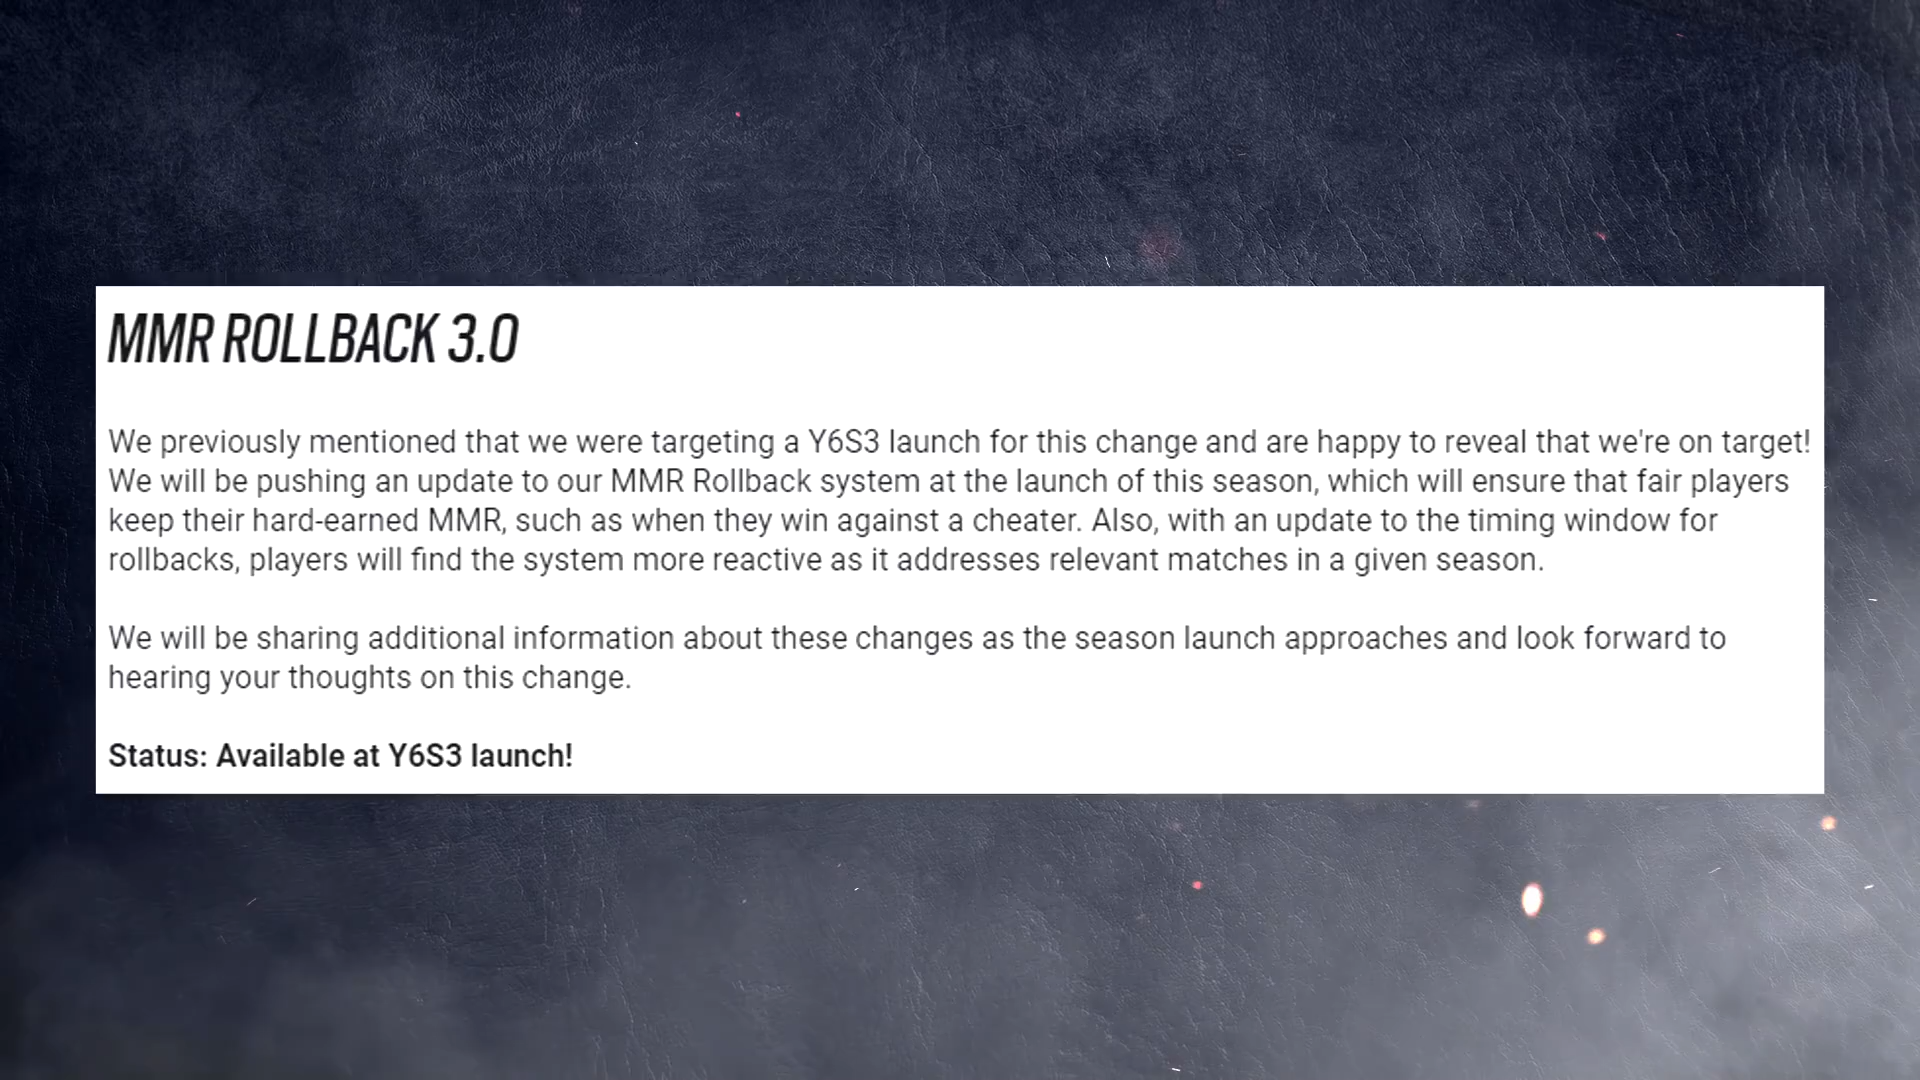 MMR ROLLBACK 3.0
We previously mentioned that we were targeting a Y6S3 launch for this change and are happy to reveal that we're on target!
We will be pushing an update to our MMR Rollback system at the launch of this season, which will ensure that fair players
keep their hard-earned MMR, such as when they win against a cheater. Also, with an update to the timing window for
rollbacks, players will find the system more reactive as it addresses relevant matches in a given season.
We will be sharing additional information about these changes as the season launch approaches and look forward to
hearing your thoughts on this change.
Status: Available at Y6S3 launch!